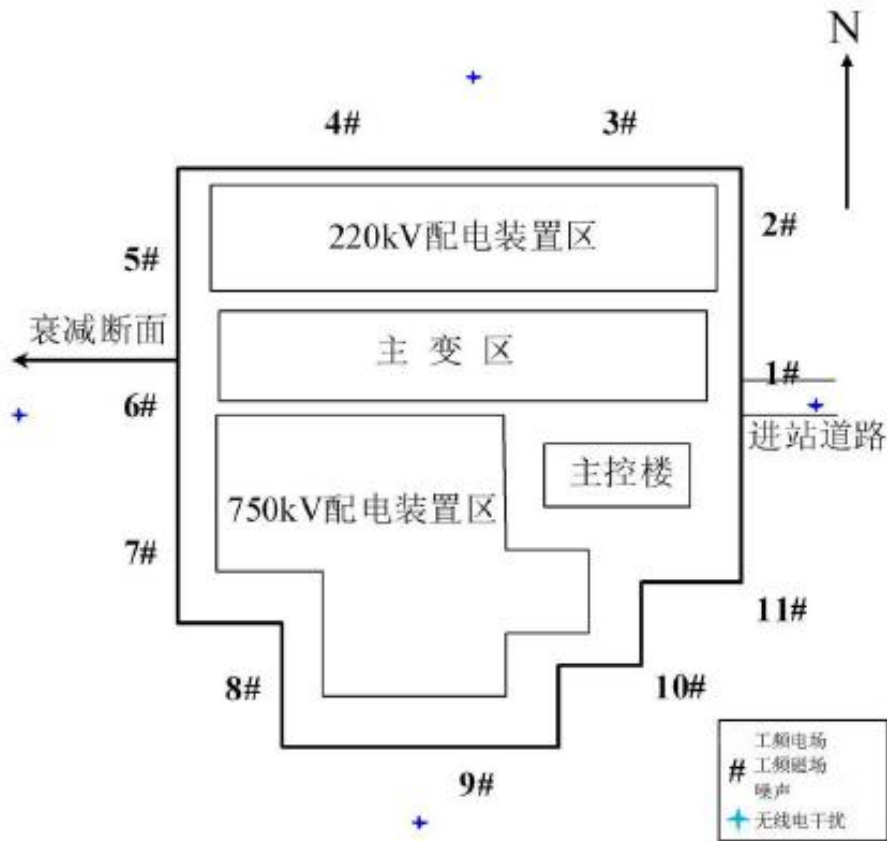 N
4#
3#
2#
220kV配电装置区
5#
衰减断面
主 变 区
1#
6#
进站道路
主控楼
750kV配电装置区
7#
11#
8#
10#
9#
工频电场
# 工频磁场
噪声
无线电干扰